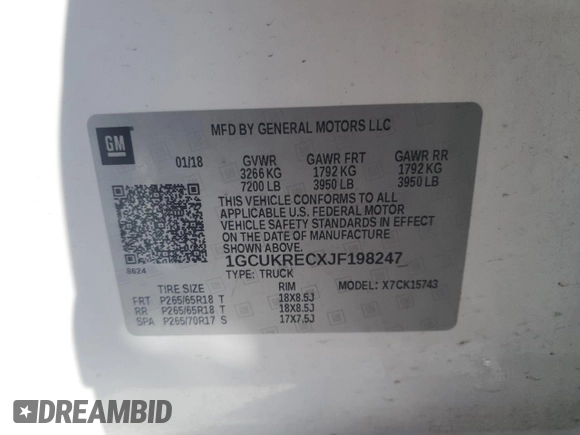 GM
MFD BY GENERAL MOTORS LLC
01/18 GVWR GAWR FRT GAWR RR
3266 KG 1792 KG 1792 KG
7200 LB 3950 LB 3950 LB
THIS VEHICLE CONFORMS TO ALL
APPLICABLE U.S. FEDERAL MOTOR
VEHICLE SAFETY STANDARDS IN EFFECT
ON THE DATE OF MANUFACTURE
SHOWN ABOVE.
8624
1GCUKRECXJF198247
TYPE: TRUCK
TIRE SIZE RIM MODEL: X7CK15743
FRT P265/65R18 T 18X8.5J
RR P265/65R18 T 18X8.5J
SPA P265/70R17 S 17X7.5J
DREAMBID